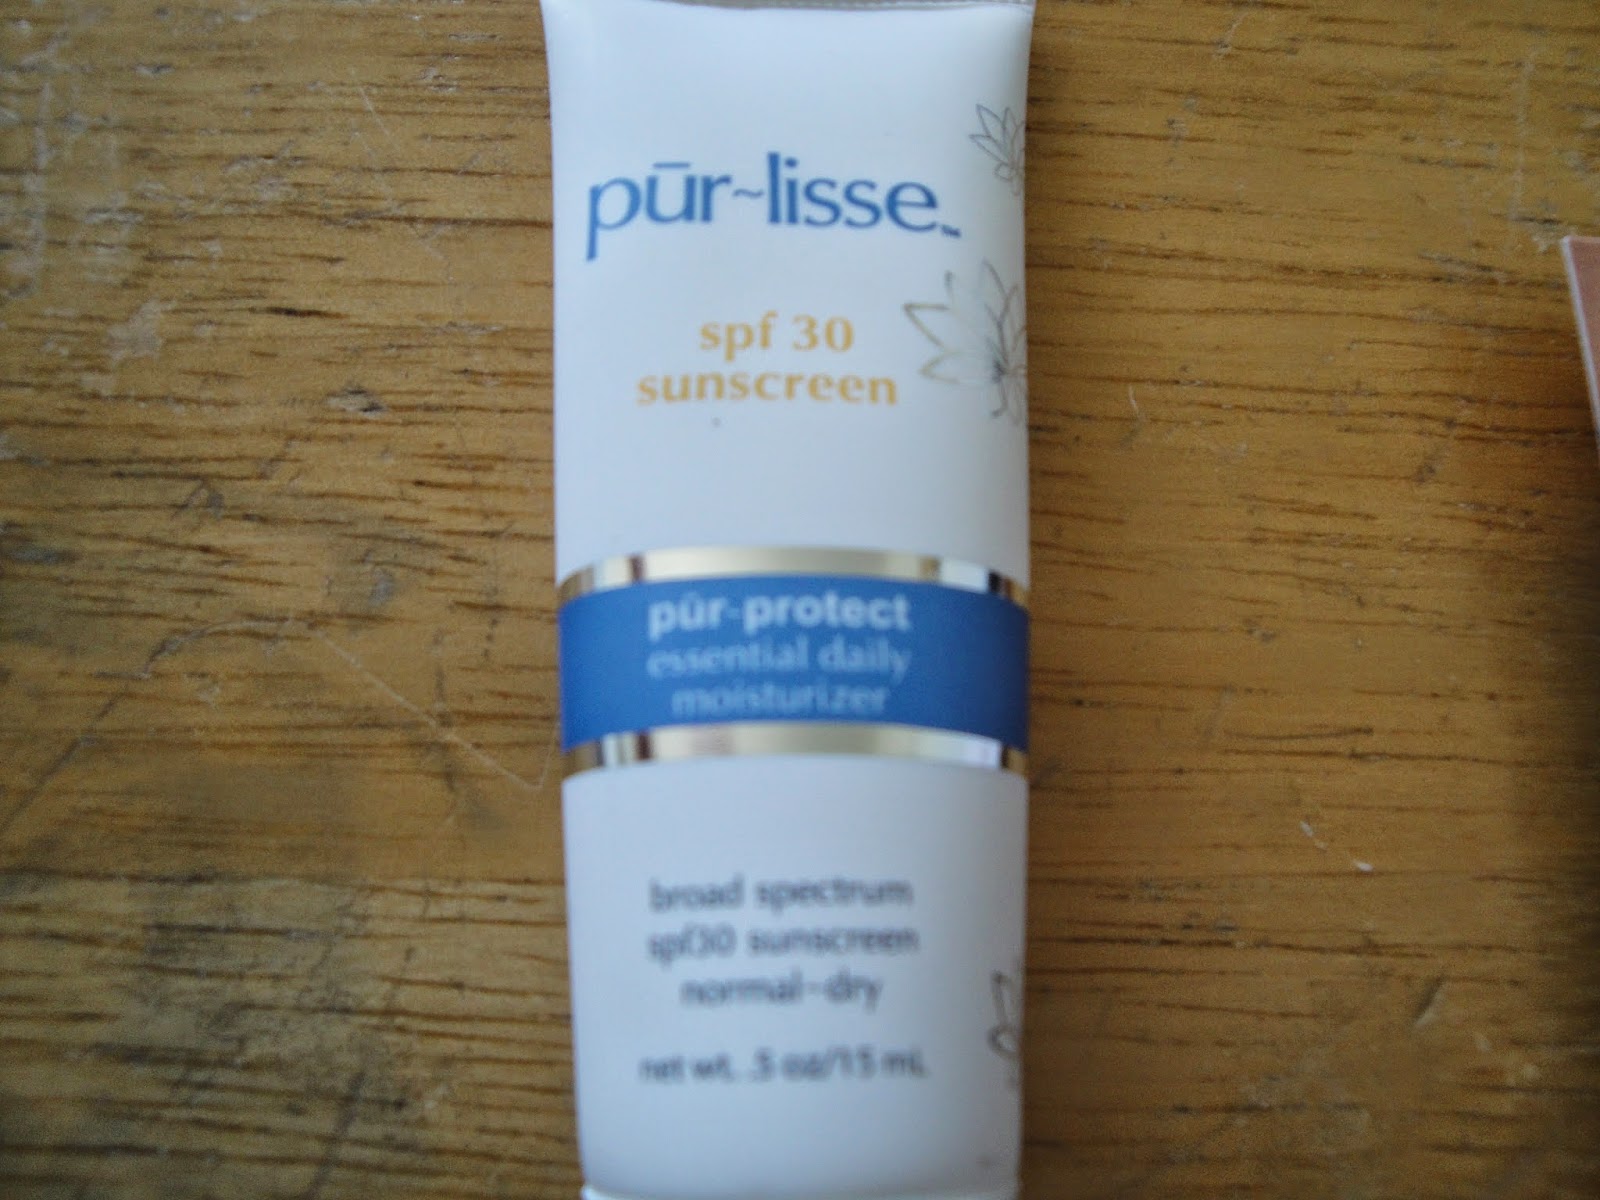 pūr~lisse™
spf 30
sunscreen
pūr-protect
essential daily
moisturizer
broad spectrum
spf30 sunscreen
normal-dry
net wt. .5 oz/15 mL